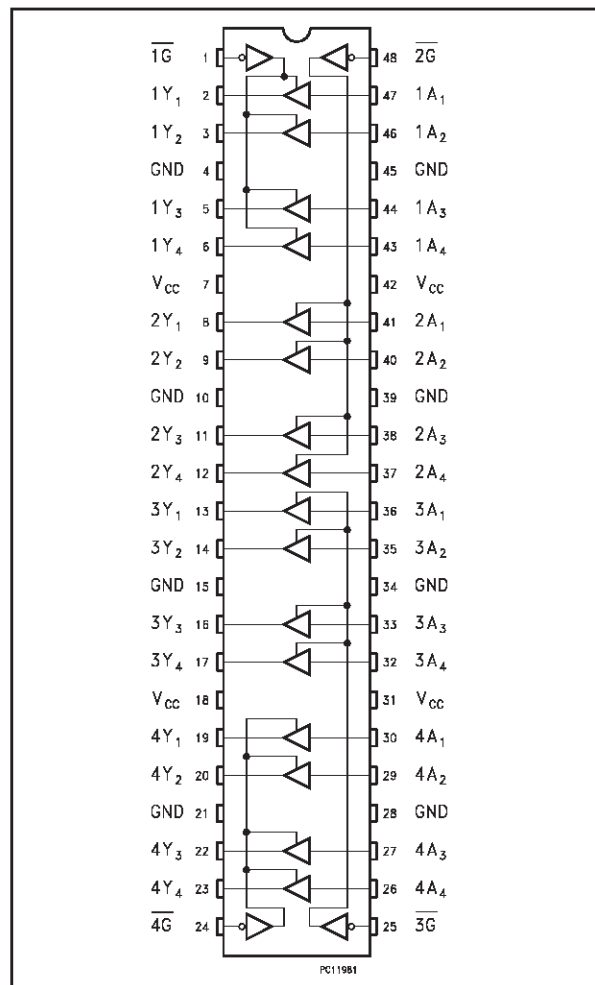 1G 1 48 2G
1Y1 2 47 1A1
1Y2 3 46 1A2
GND 4 45 GND
1Y3 5 44 1A3
1Y4 6 43 1A4
VCC 7 42 VCC
2Y1 8 41 2A1
2Y2 9 40 2A2
GND 10 39 GND
2Y3 11 38 2A3
2Y4 12 37 2A4
3Y1 13 36 3A1
3Y2 14 35 3A2
GND 15 34 GND
3Y3 16 33 3A3
3Y4 17 32 3A4
VCC 18 31 VCC
4Y1 19 30 4A1
4Y2 20 29 4A2
GND 21 28 GND
4Y3 22 27 4A3
4Y4 23 26 4A4
4G 24 25 3G
PC11981